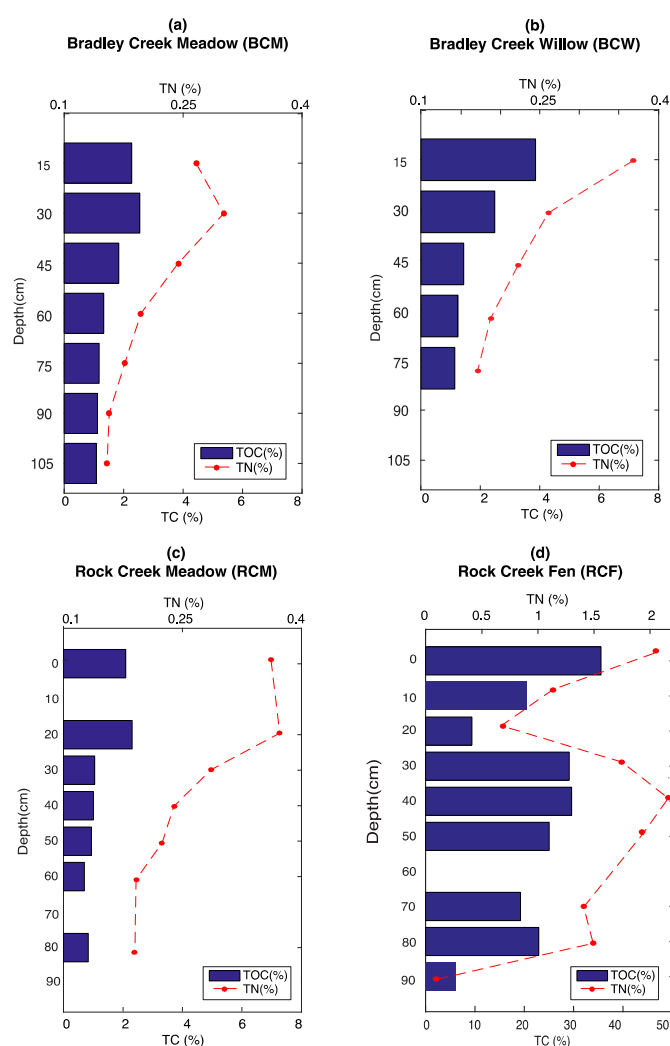 (a)
Bradley Creek Meadow (BCM)
TN (%)
0.1 0.25 0.4
15
30
45
60
75
90
105
Depth(cm)
TOC(%)
TN(%)
0 2 4 6 8
TC (%)
(b)
Bradley Creek Willow (BCW)
TN (%)
0.1 0.25 0.4
15
30
45
60
75
90
105
Depth(cm)
TOC(%)
TN(%)
0 2 4 6 8
TC (%)
(c)
Rock Creek Meadow (RCM)
TN (%)
0.1 0.25 0.4
0
10
20
30
40
50
60
70
80
90
Depth(cm)
TOC(%)
TN(%)
0 2 4 6 8
TC (%)
(d)
Rock Creek Fen (RCF)
TN (%)
0 0.5 1 1.5 2
0
10
20
30
40
50
60
70
80
90
Depth(cm)
TOC(%)
TN(%)
0 10 20 30 40 50
TC (%)